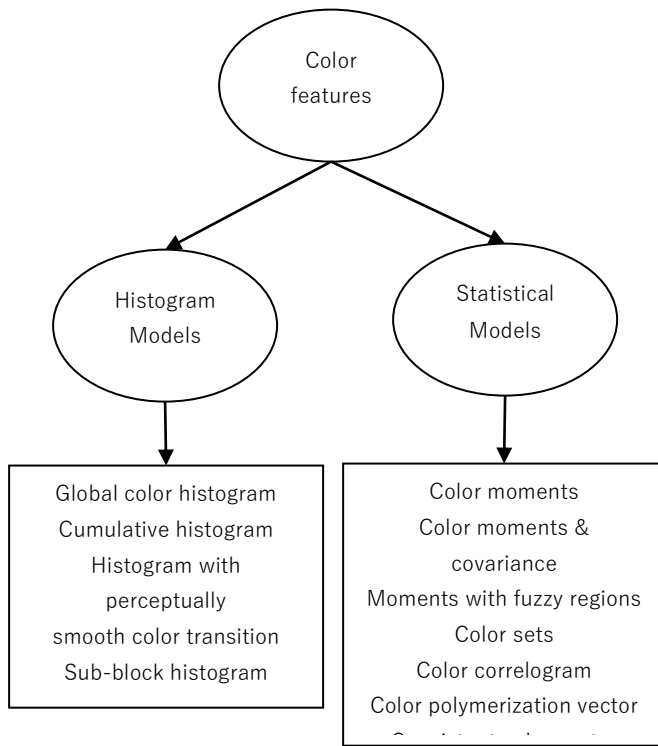 Color
features
Histogram
Models
Statistical
Models
Global color histogram
Cumulative histogram
Histogram with
perceptually
smooth color transition
Sub-block histogram
Color moments
Color moments &
covariance
Moments with fuzzy regions
Color sets
Color correlogram
Color polymerization vector